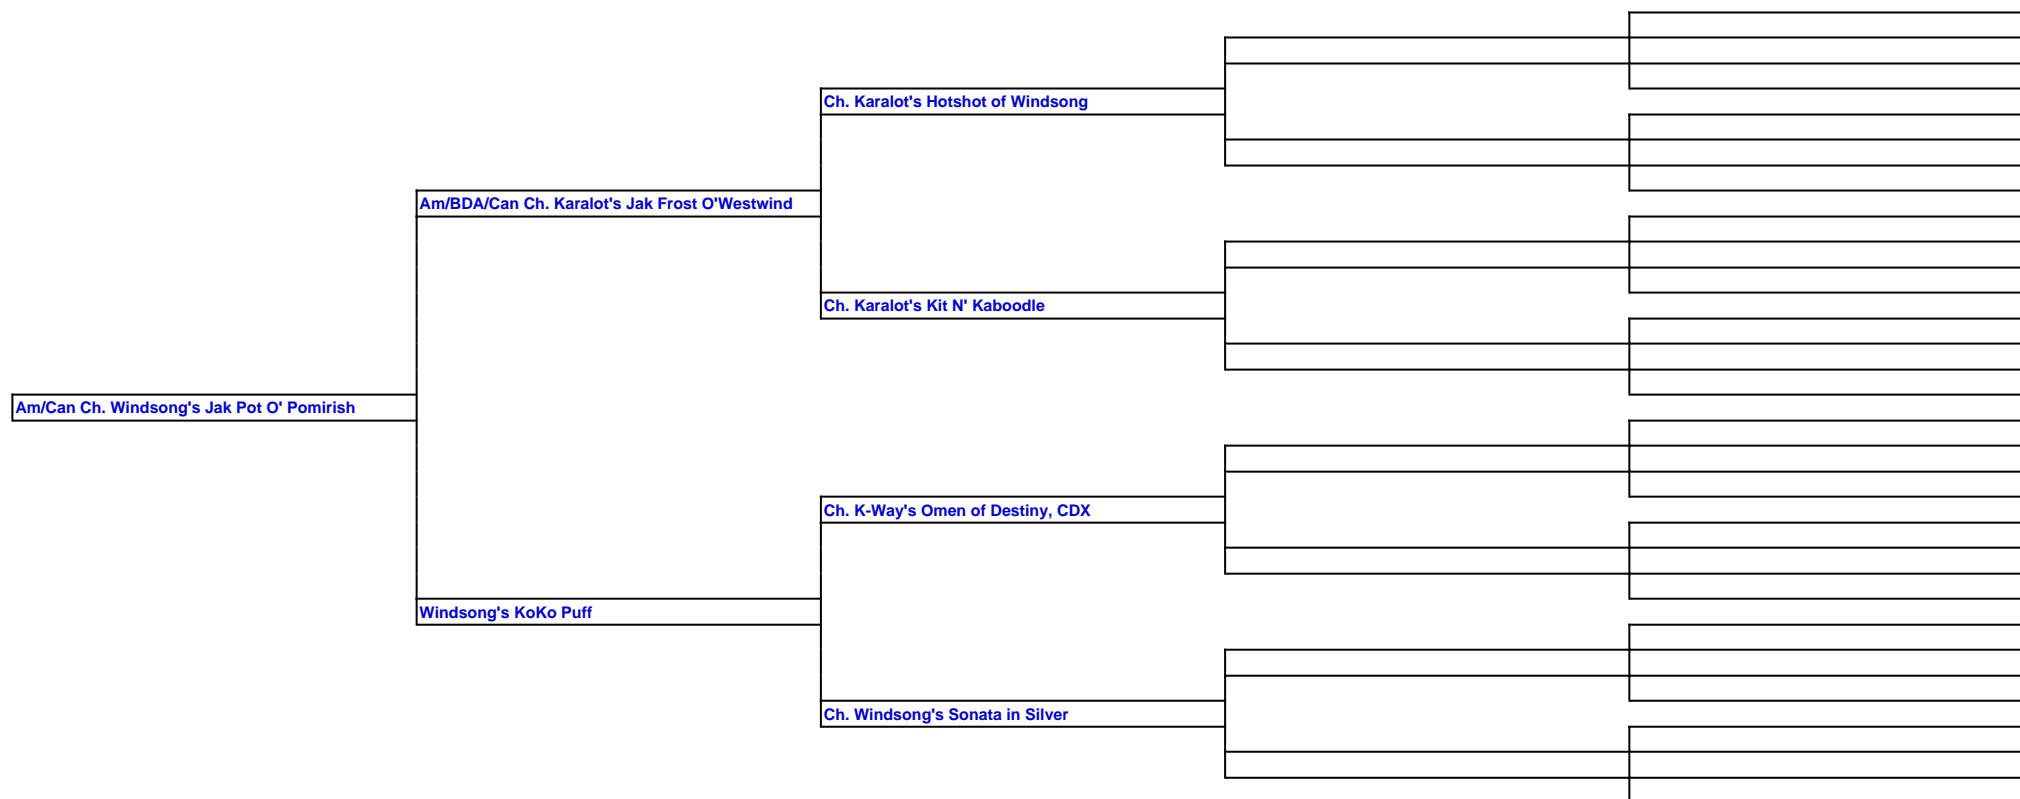 Ch. Karalot's Hotshot of Windsong
Am/BDA/Can Ch. Karalot's Jak Frost O'Westwind
Ch. Karalot's Kit N' Kaboodle
Am/Can Ch. Windsong's Jak Pot O' Pomirish
Ch. K-Way's Omen of Destiny, CDX
Windsong's KoKo Puff
Ch. Windsong's Sonata in Silver